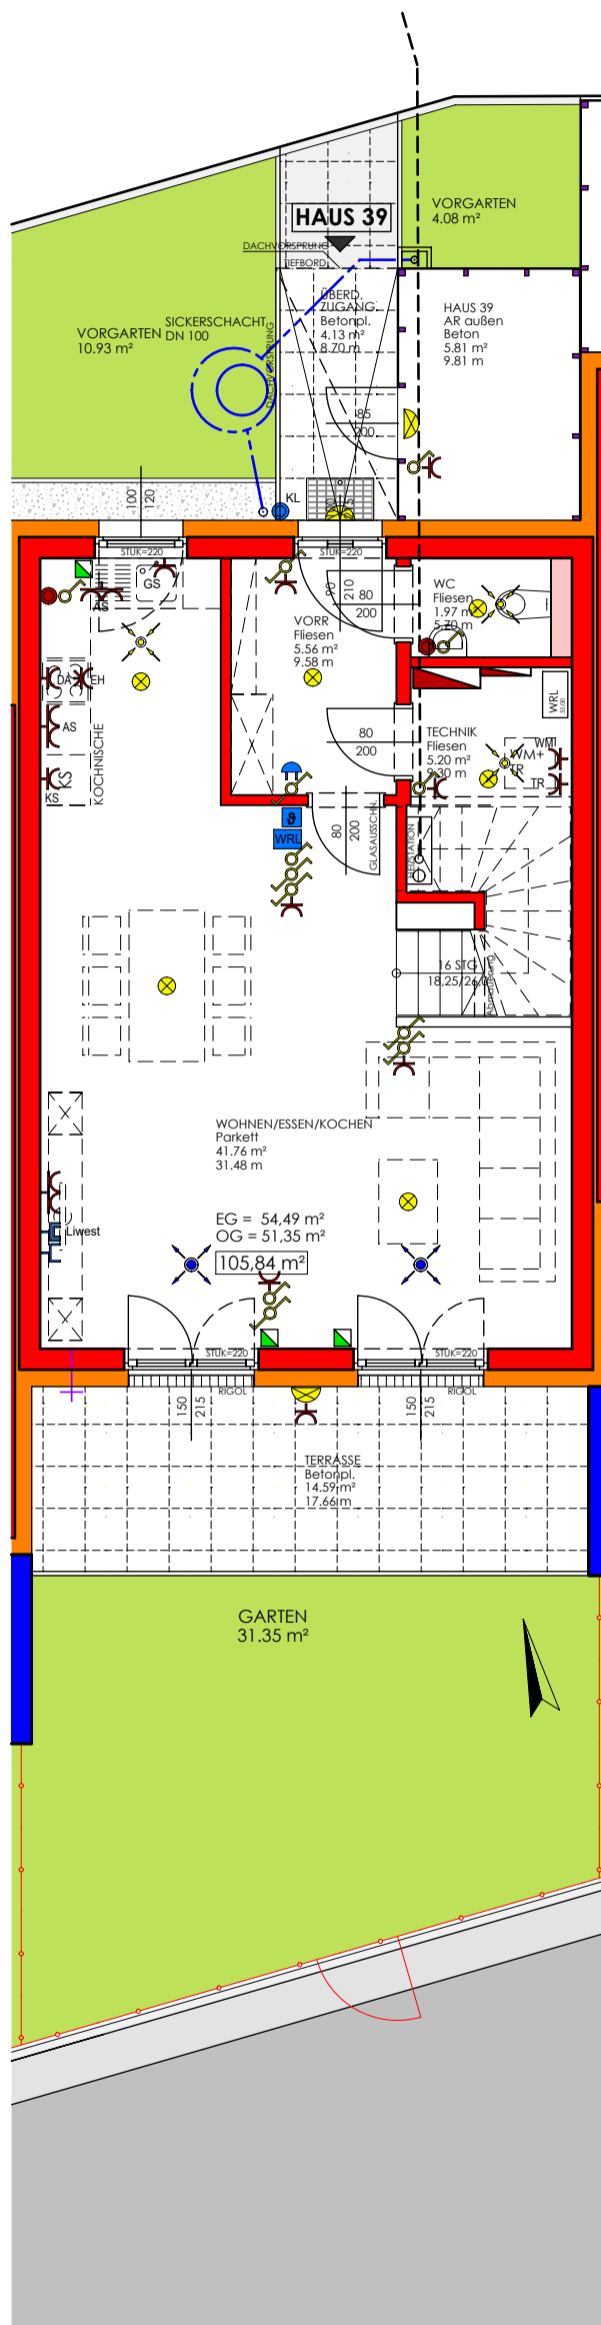 HAUS 39
VORGARTEN
4.08 m²
DACHVORSPRUNG
TIEFBORD
ÜBERD.
ZUGANG
Betonpl.
4.13 m²
8.70 m
HAUS 39
AR außen
Beton
5.81 m²
9.81 m
VORGARTEN
10.93 m²
SICKERSCHACHT
DN 100
DACHVORSPRUNG
85
200
100
120
KL
STUK=220
STUK=220
GS
AS
90
210
80
200
WC
Fliesen
1.97 m²
5.70 m
VORR
Fliesen
5.56 m²
9.58 m
DA
EH
AS
KS
KS
KOCHNISCHE
WRL
80
200
TECHNIK
Fliesen
5.20 m²
9.30 m
WM
WM+
TR
TR
WRL
80
200
GLASAUSSCHN.
16 STG
Abmauerung
WOHNEN/ESSEN/KOCHEN
Parkett
41.76 m²
31.48 m
Liwest
EG = 54,49 m²
OG = 51,35 m²
105,84 m²
STUK=220
STUK=220
RIGOL
RIGOL
150
215
150
215
TERRASSE
Betonpl.
14.59 m²
17.66 m
GARTEN
31.35 m²